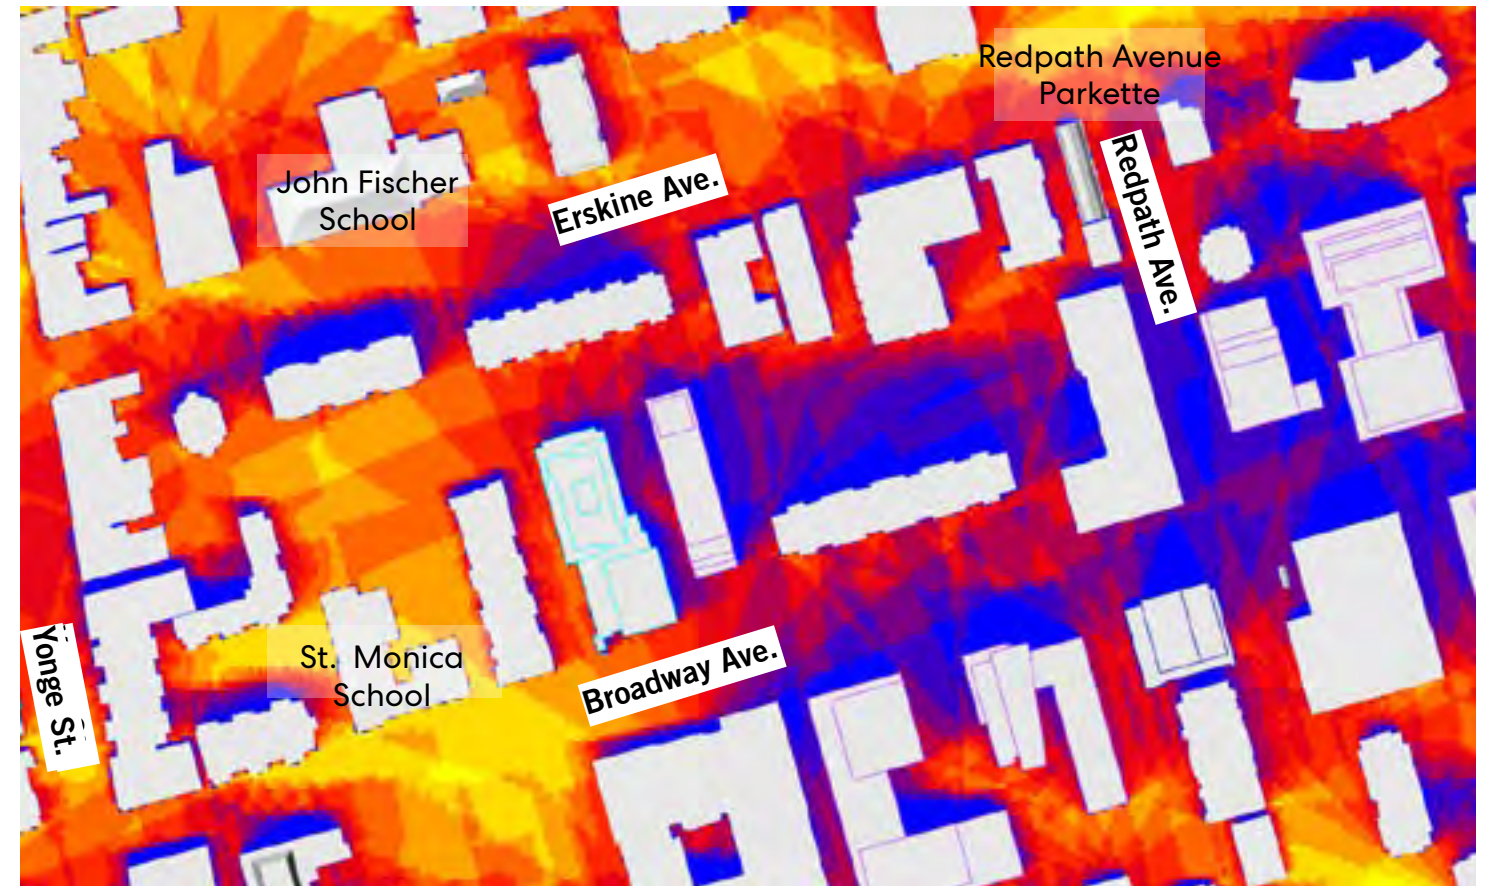 Redpath Avenue
Parkette
John Fischer
School
Erskine Ave.
Redpath Ave.
St. Monica
School
Broadway Ave.
Yonge St.